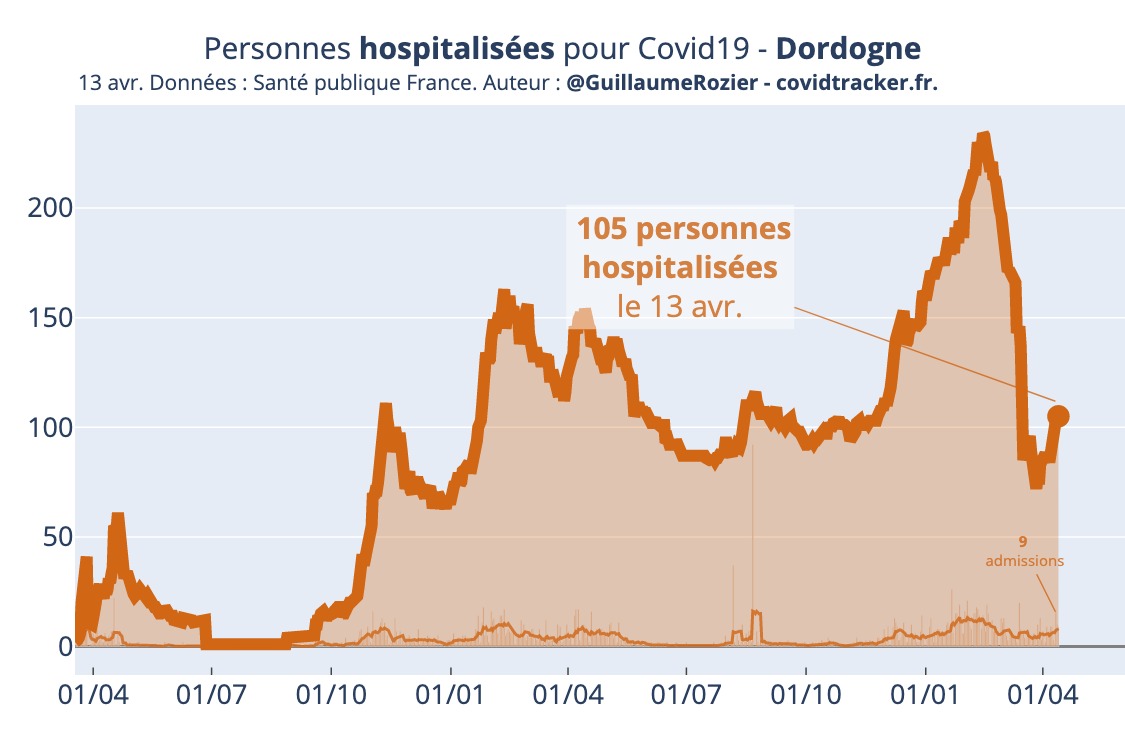 Personnes hospitalisées pour Covid19 - Dordogne
13 avr. Données : Santé publique France. Auteur : @GuillaumeRozier - covidtracker.fr.
200
105 personnes
hospitalisées
le 13 avr.
150
100
50
9
admissions
0
01/04 01/07 01/10 01/01 01/04 01/07 01/10 01/01 01/04